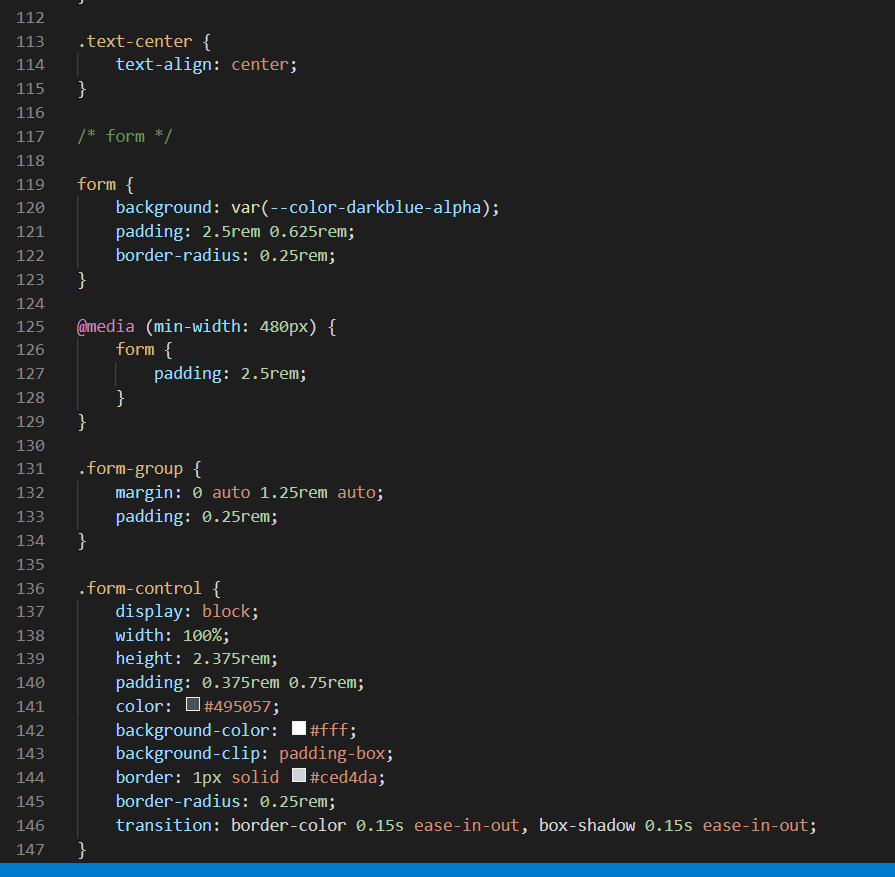 112
113 .text-center {
114 text-align: center;
115 }
116
117 /* form */
118
119 form {
120 background: var(--color-darkblue-alpha);
121 padding: 2.5rem 0.625rem;
122 border-radius: 0.25rem;
123 }
124
125 @media (min-width: 480px) {
126 form {
127 padding: 2.5rem;
128 }
129 }
130
131 .form-group {
132 margin: 0 auto 1.25rem auto;
133 padding: 0.25rem;
134 }
135
136 .form-control {
137 display: block;
138 width: 100%;
139 height: 2.375rem;
140 padding: 0.375rem 0.75rem;
141 color: #495057;
142 background-color: #fff;
143 background-clip: padding-box;
144 border: 1px solid #ced4da;
145 border-radius: 0.25rem;
146 transition: border-color 0.15s ease-in-out, box-shadow 0.15s ease-in-out;
147 }